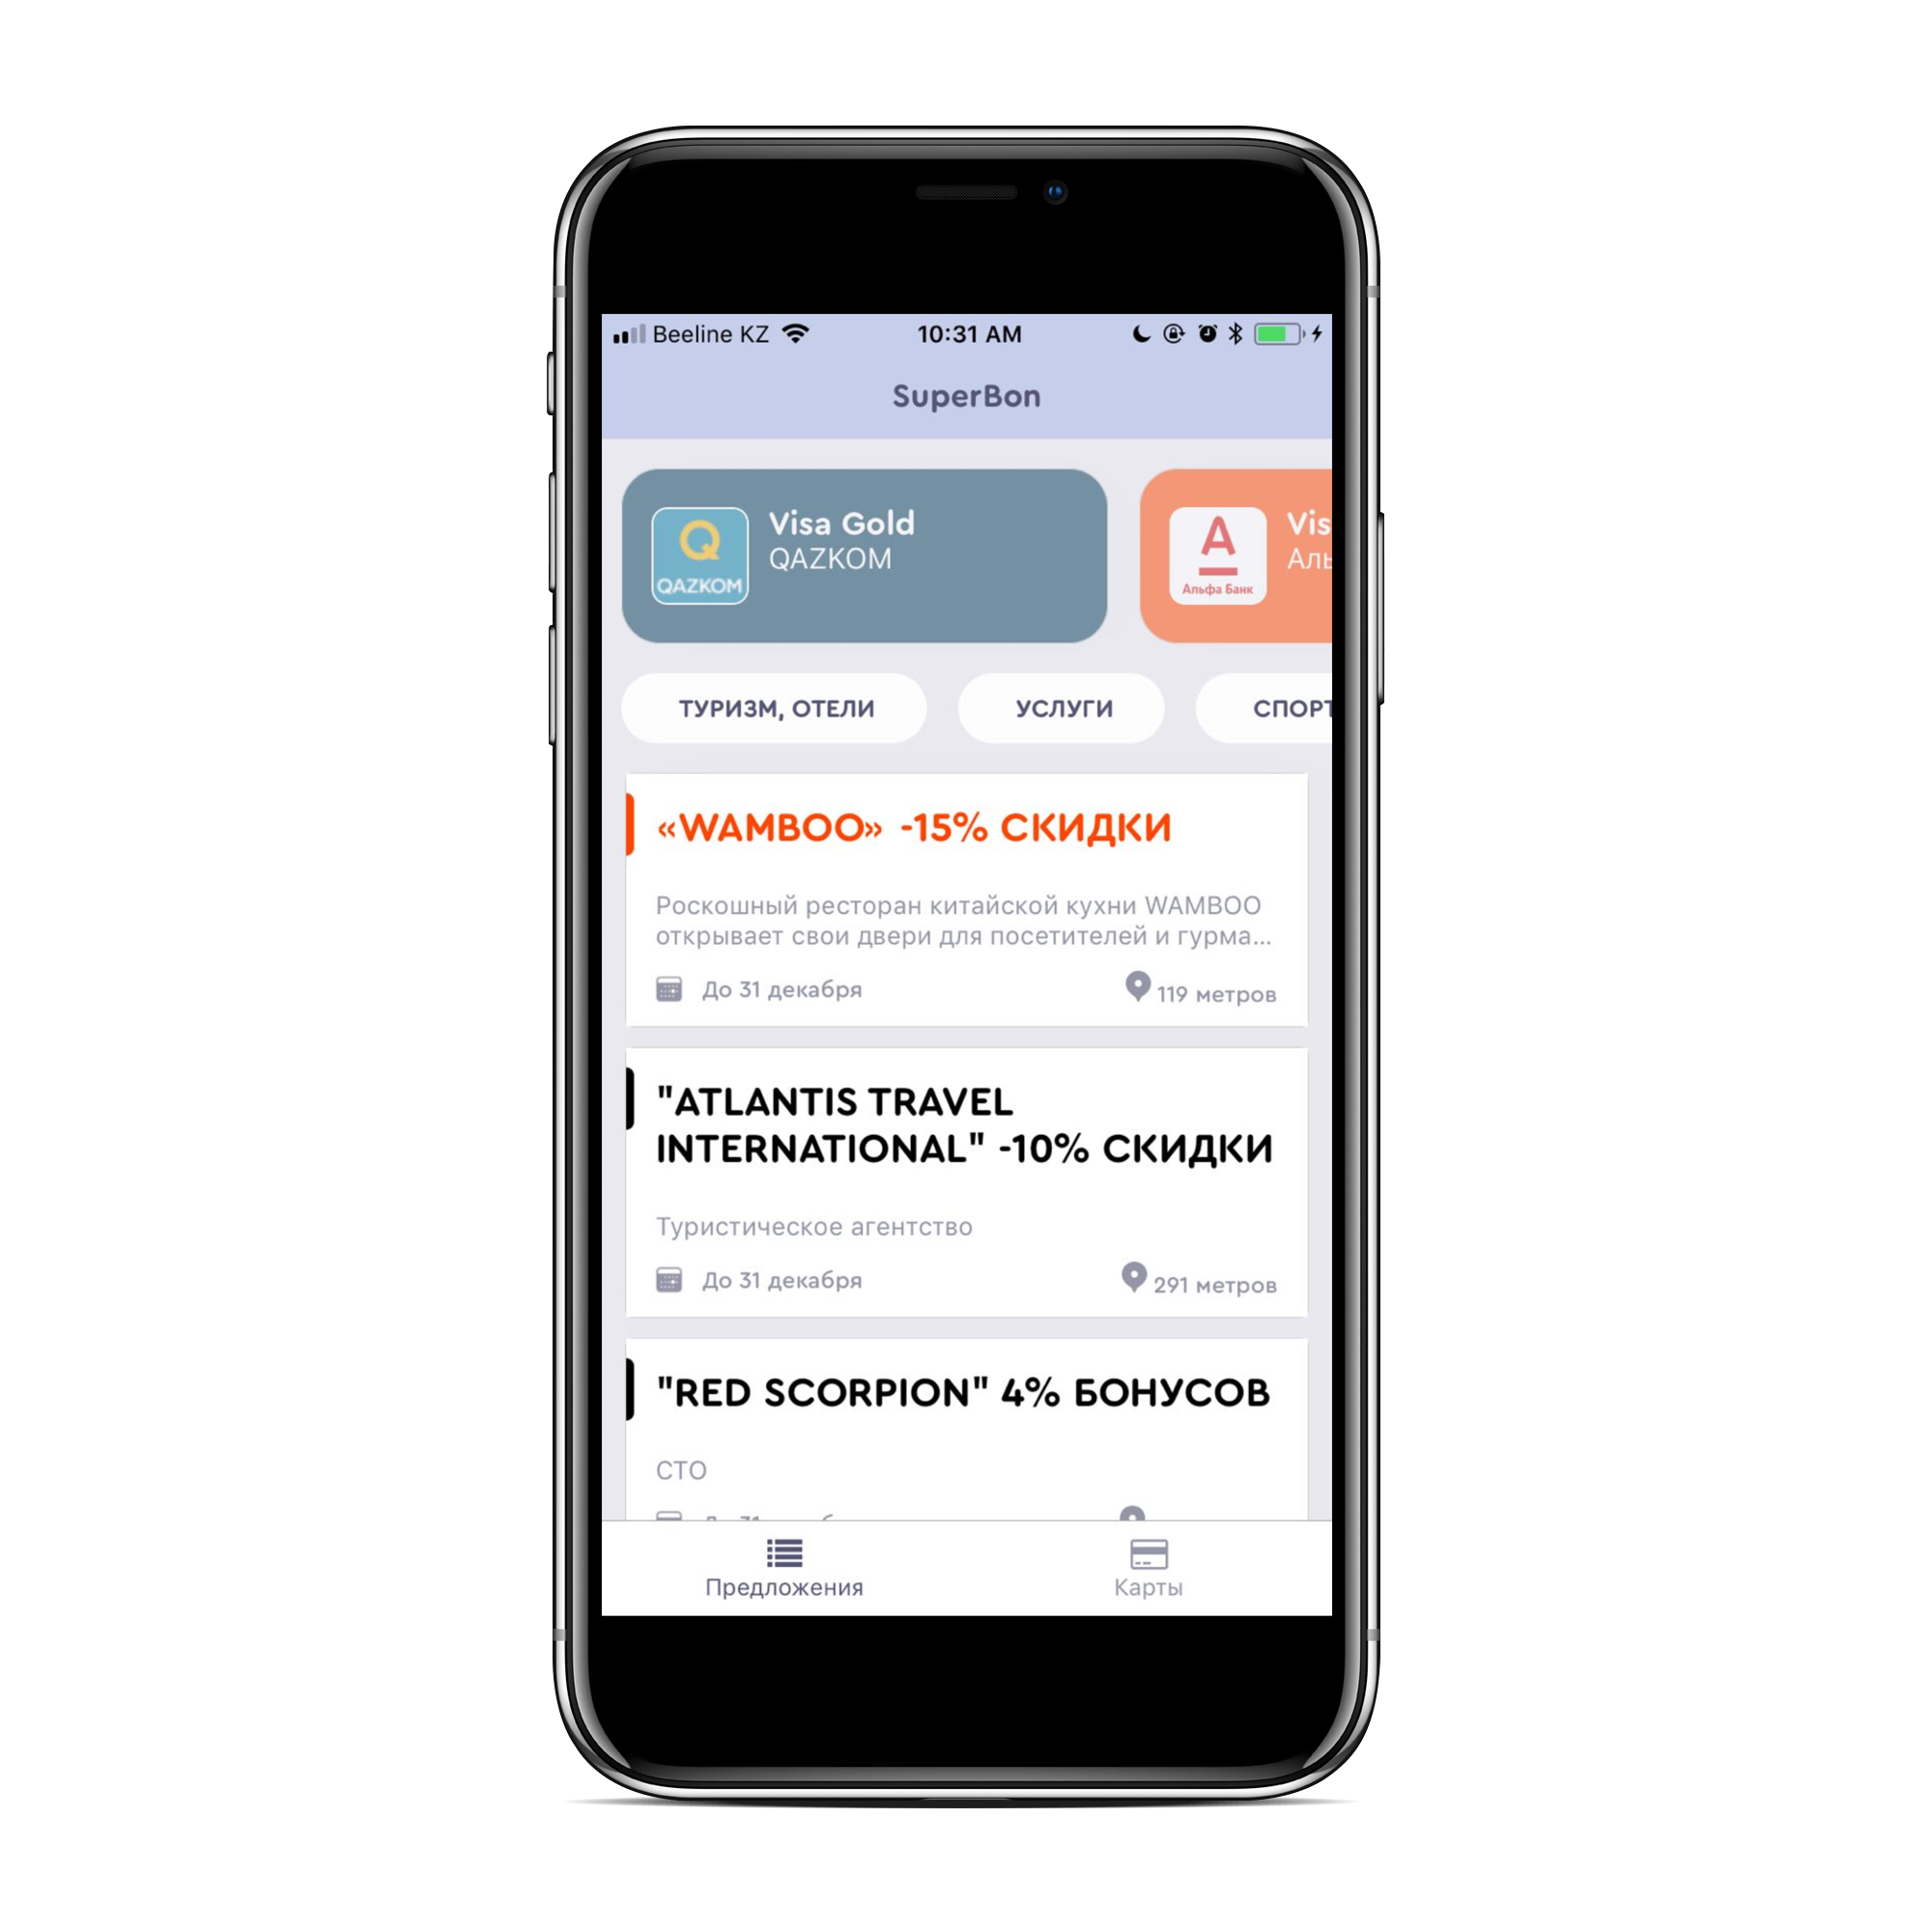 Beeline KZ
10:31 AM
SuperBon
Visa Gold
QAZKOM
QAZKOM
Vis
Аль
Альфа Банк
ТУРИЗМ, ОТЕЛИ
УСЛУГИ
СПОРТ
«WAMBOO» -15% СКИДКИ
Роскошный ресторан китайской кухни WAMBOO
открывает свои двери для посетителей и гурма...
До 31 декабря
119 метров
"ATLANTIS TRAVEL
INTERNATIONAL" -10% СКИДКИ
Туристическое агентство
До 31 декабря
291 метров
"RED SCORPION" 4% БОНУСОВ
СТО
Предложения
Карты